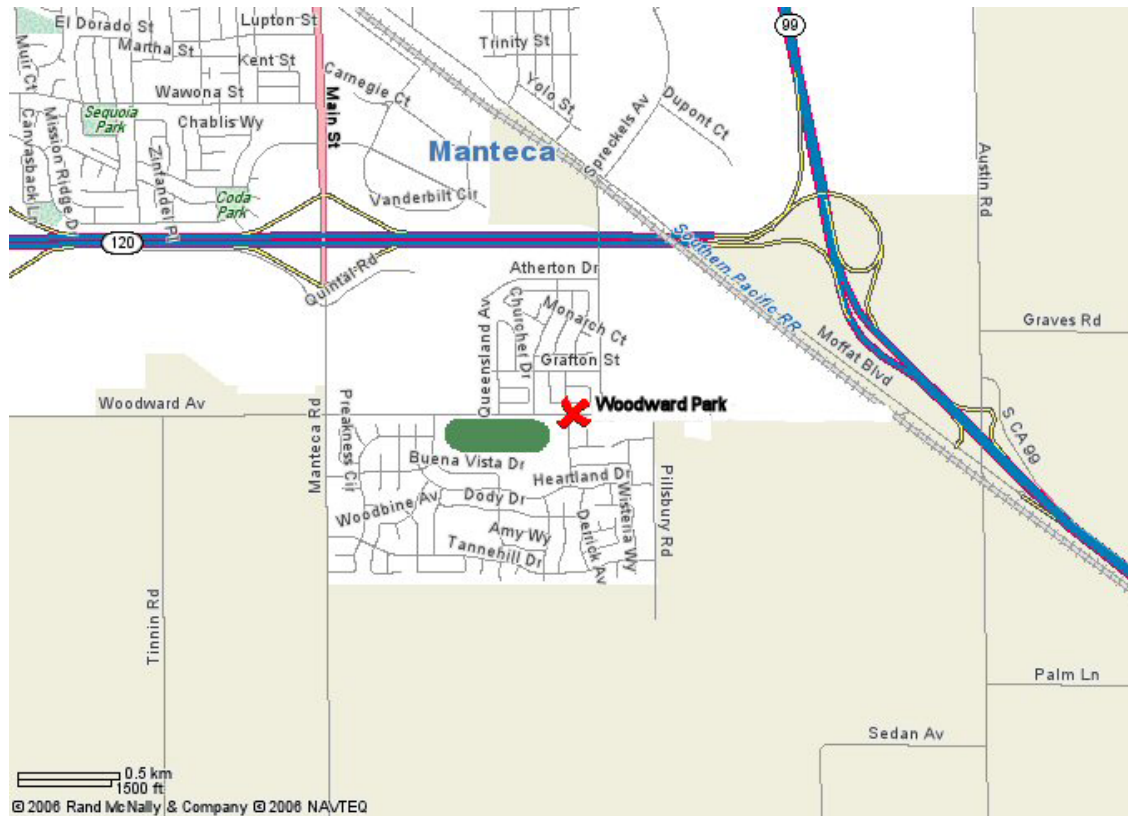 El Dorado St
Lupton St
99
Martha St
Trinity St
Muir Ct
Kent St
Carnegie Ct
Yolo St
Wawona St
Main St
Spreckels Av
Dupont Ct
Sequoia
Park
Chablis Wy
Canvasback Ln
Mission Ridge Dr
Manteca
Austin Rd
Zinfandel Pl
Coda
Park
Vanderbilt Cir
120
Southern Pacific RR
Quintal Rd
Atherton Dr
Queensland Av
Churcher Dr
Monarch Ct
Graves Rd
Moffat Blvd
Grafton St
Woodward Av
Woodward Park
Manteca Rd
Preakness Cir
S CA 99
Buena Vista Dr
Heartland Dr
Pillsbury Rd
Woodbine Av
Dody Dr
Wisteria Wy
Amy Wy
Derrick Av
Tannehill Dr
Tinnin Rd
Palm Ln
Sedan Av
0.5 km
1500 ft
© 2006 Rand McNally & Company © 2006 NAVTEQ